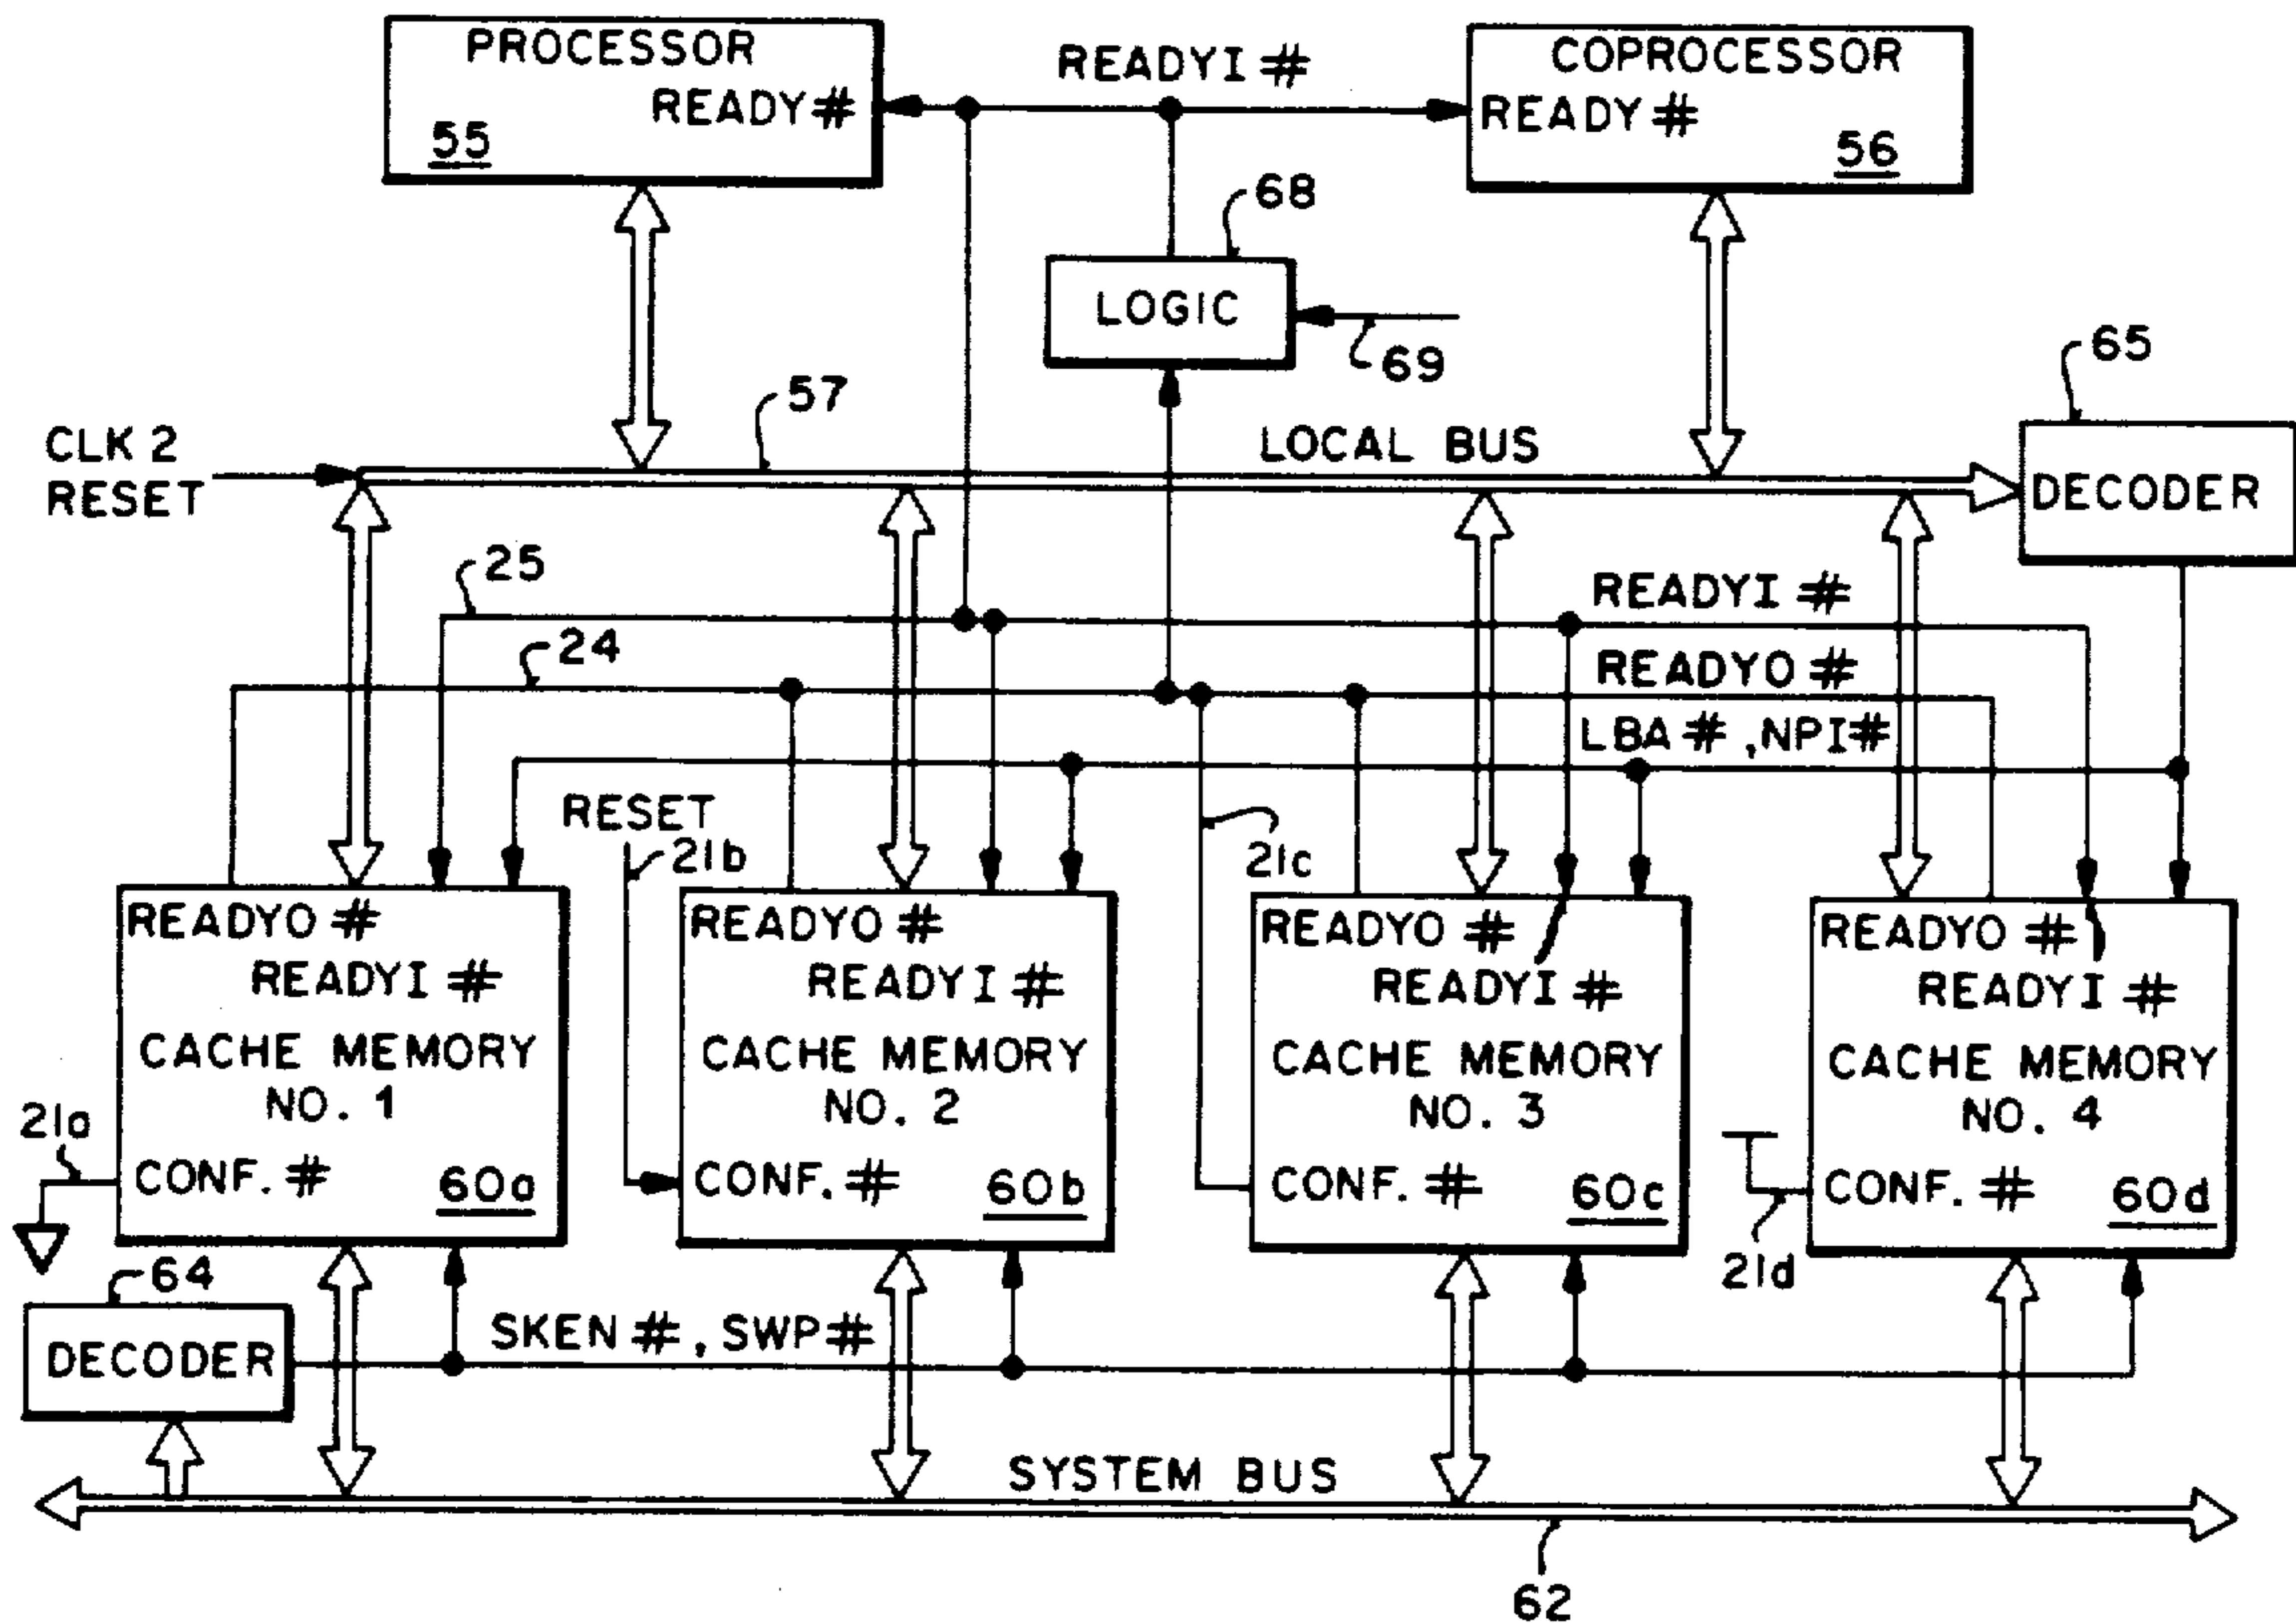 PROCESSOR
READY #
55
READYI #
COPROCESSOR
READY #
56
68
LOGIC
69
65
57
CLK 2
RESET
LOCAL BUS
DECODER
25
READYI #
24
READYO #
LBA # , NPI #
RESET
21b
21c
READYO #
READYI #
CACHE MEMORY
NO. 1
CONF. #
60a
21a
READYO #
READYI #
CACHE MEMORY
NO. 2
CONF. #
60b
READYO #
READYI #
CACHE MEMORY
NO. 3
CONF. #
60c
READYO #
READYI #
CACHE MEMORY
NO. 4
CONF. #
60d
21d
64
DECODER
SKEN # , SWP #
SYSTEM BUS
62